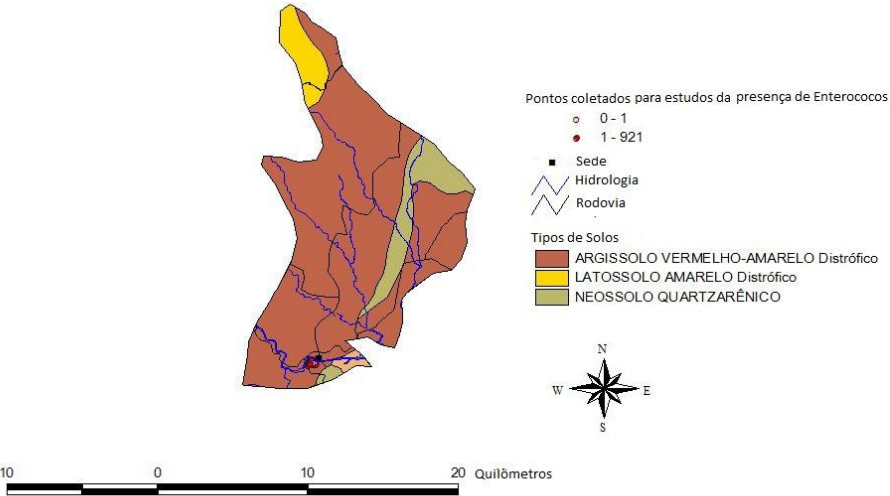 Pontos coletados para estudos da presença de Enterococos
0 - 1
1 - 921
Sede
Hidrologia
Rodovia
Tipos de Solos
ARGISSOLO VERMELHO-AMARELO Distrófico
LATOSSOLO AMARELO Distrófico
NEOSSOLO QUARTZARÊNICO
N
W E
S
10 0 10 20 Quilômetros